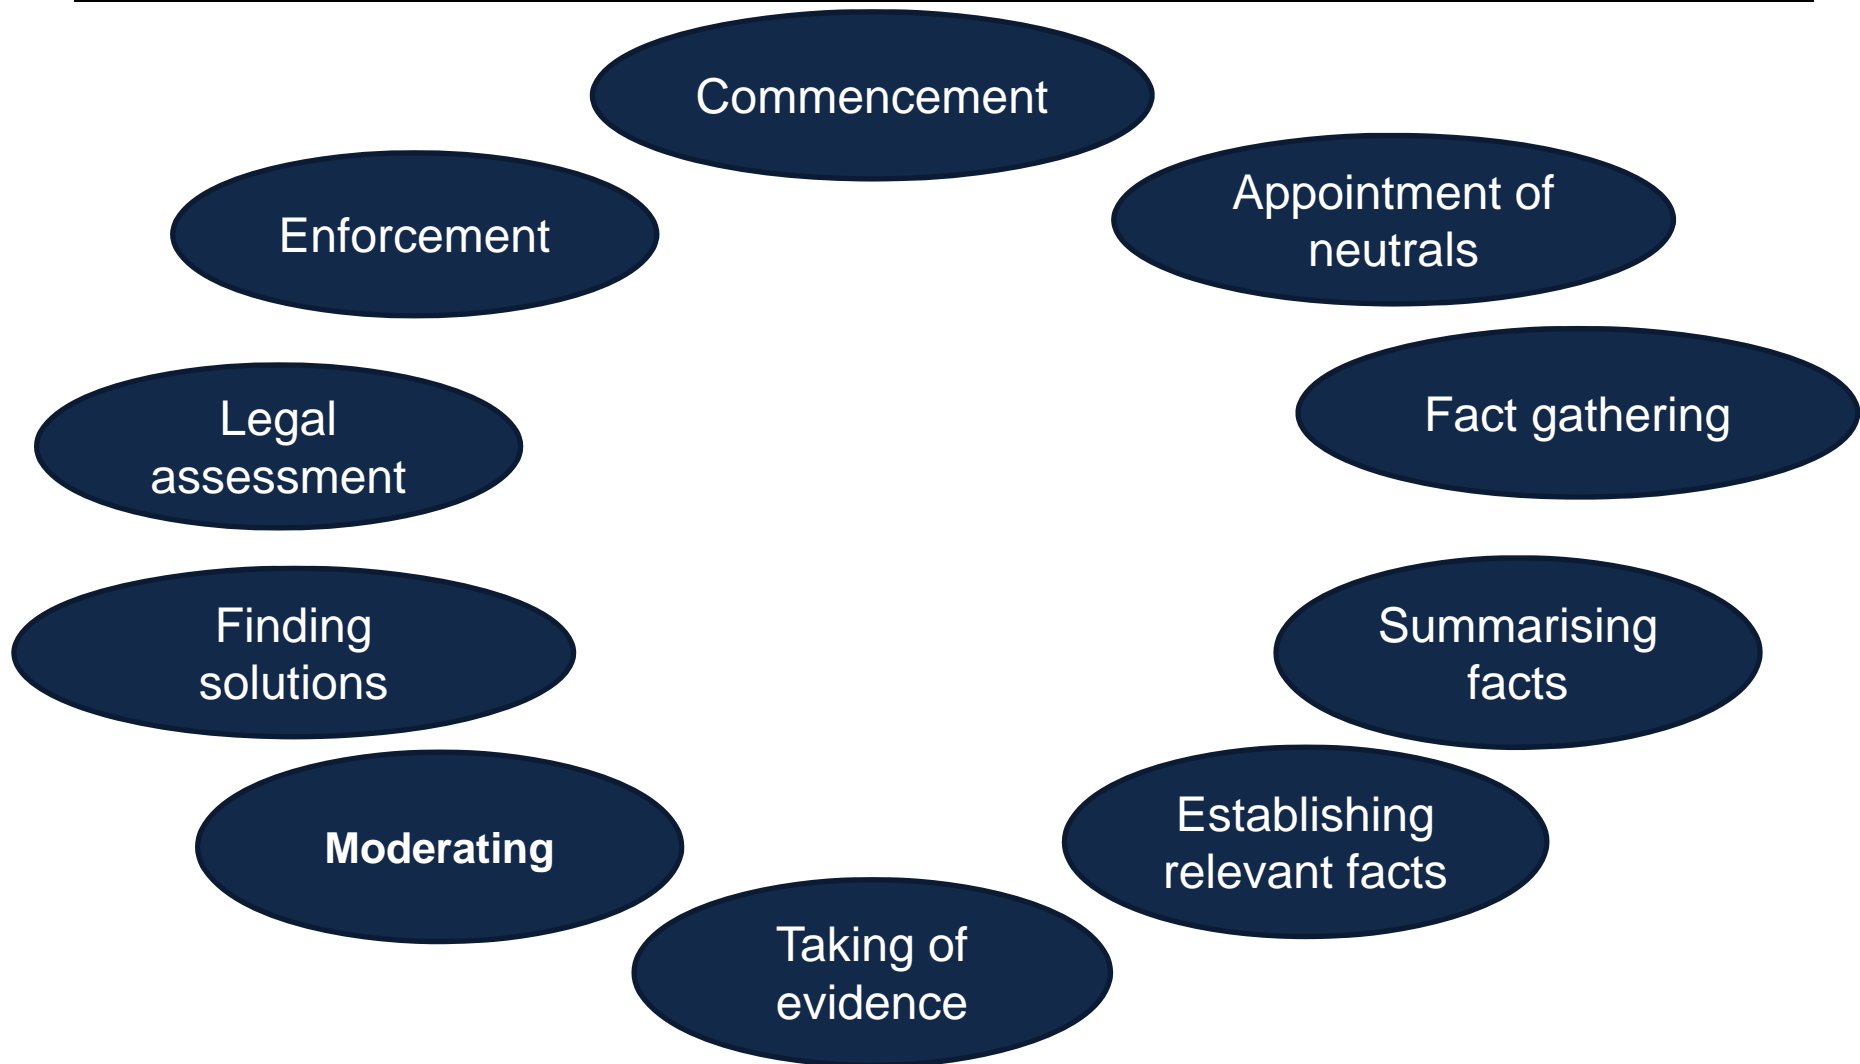 Commencement
Appointment of
neutrals
Fact gathering
Summarising
facts
Establishing
relevant facts
Taking of
evidence
Moderating
Finding
solutions
Legal
assessment
Enforcement